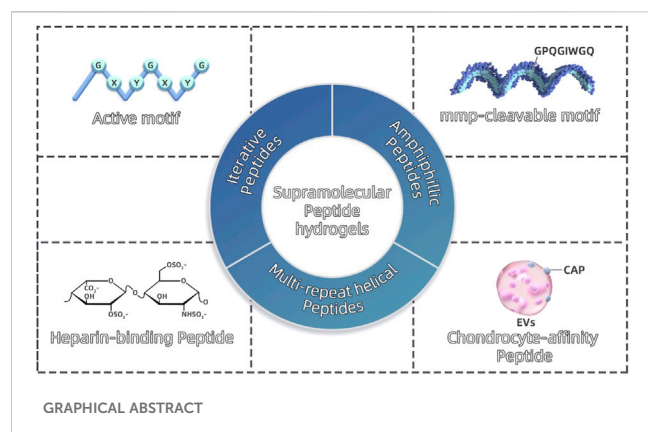 G X Y G X Y G
Active motif
GPQGIWGQ
mmp-cleavable motif
Iterative
Peptides
Amphiphillic
Peptides
Supramolecular
Peptide
hydrogels
Multi-repeat helical
Peptides
CO₂-
OH
OSO₃-
O
O
OSO₃-
O
OH
NHSO₃-
O
Heparin-binding Peptide
CAP
EVs
Chondrocyte-affinity
Peptide
GRAPHICAL ABSTRACT